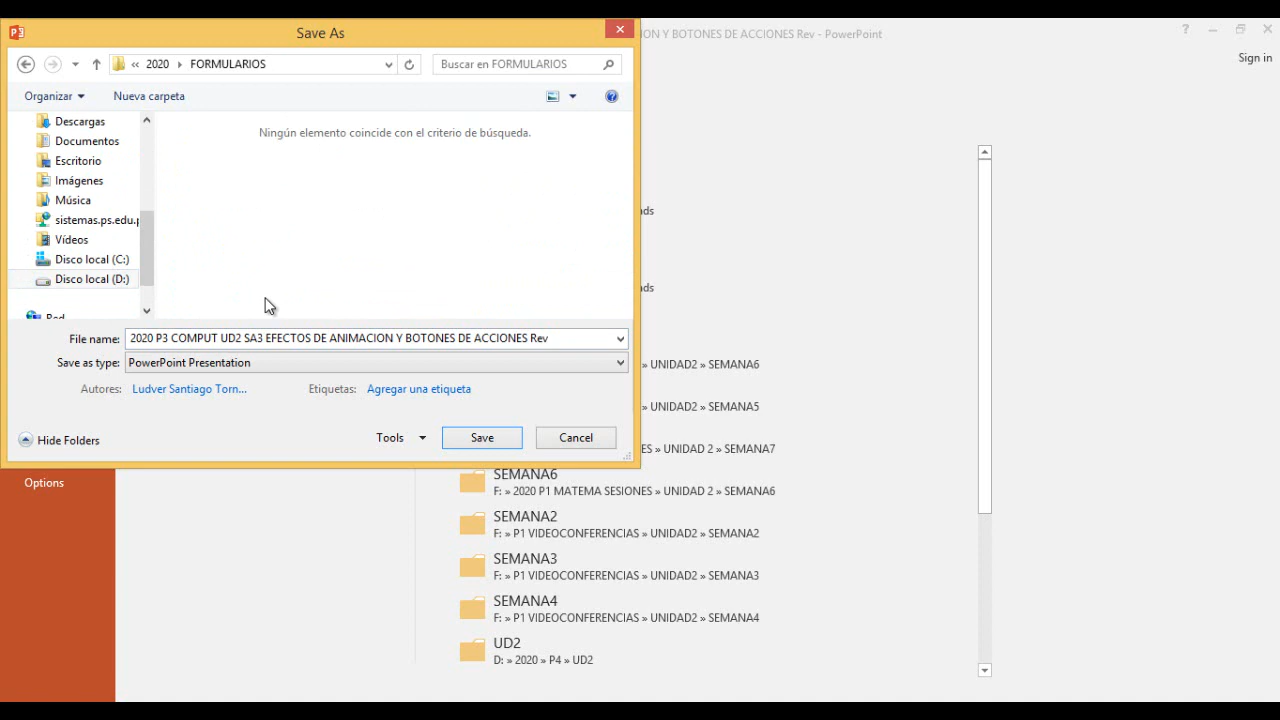 Save As
ION Y BOTONES DE ACCIONES Rev - PowerPoint
Sign in
2020
FORMULARIOS
Buscar en FORMULARIOS
Organizar
Nueva carpeta
Descargas
Documentos
Escritorio
Imágenes
Música
sistemas.ps.edu.p
Vídeos
Disco local (C:)
Disco local (D:)
Red
Ningún elemento coincide con el criterio de búsqueda.
File name: 2020 P3 COMPUT UD2 SA3 EFECTOS DE ANIMACION Y BOTONES DE ACCIONES Rev
Save as type: PowerPoint Presentation
Autores: Ludver Santiago Torn... Etiquetas: Agregar una etiqueta
Hide Folders
Tools
Save
Cancel
Options
nds
nds
» UNIDAD2 » SEMANA6
» UNIDAD2 » SEMANA5
ES » UNIDAD 2 » SEMANA7
SEMANA6
F: » 2020 P1 MATEMA SESIONES » UNIDAD 2 » SEMANA6
SEMANA2
F: » P1 VIDEOCONFERENCIAS » UNIDAD2 » SEMANA2
SEMANA3
F: » P1 VIDEOCONFERENCIAS » UNIDAD2 » SEMANA3
SEMANA4
F: » P1 VIDEOCONFERENCIAS » UNIDAD2 » SEMANA4
UD2
D: » 2020 » P4 » UD2